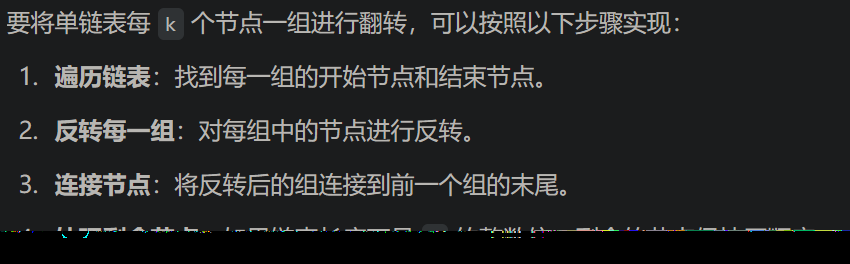 要将单链表每 k 个节点一组进行翻转，可以按照以下步骤实现：
1. 遍历链表：找到每一组的开始节点和结束节点。
2. 反转每一组：对每组中的节点进行反转。
3. 连接节点：将反转后的组连接到前一个组的末尾。